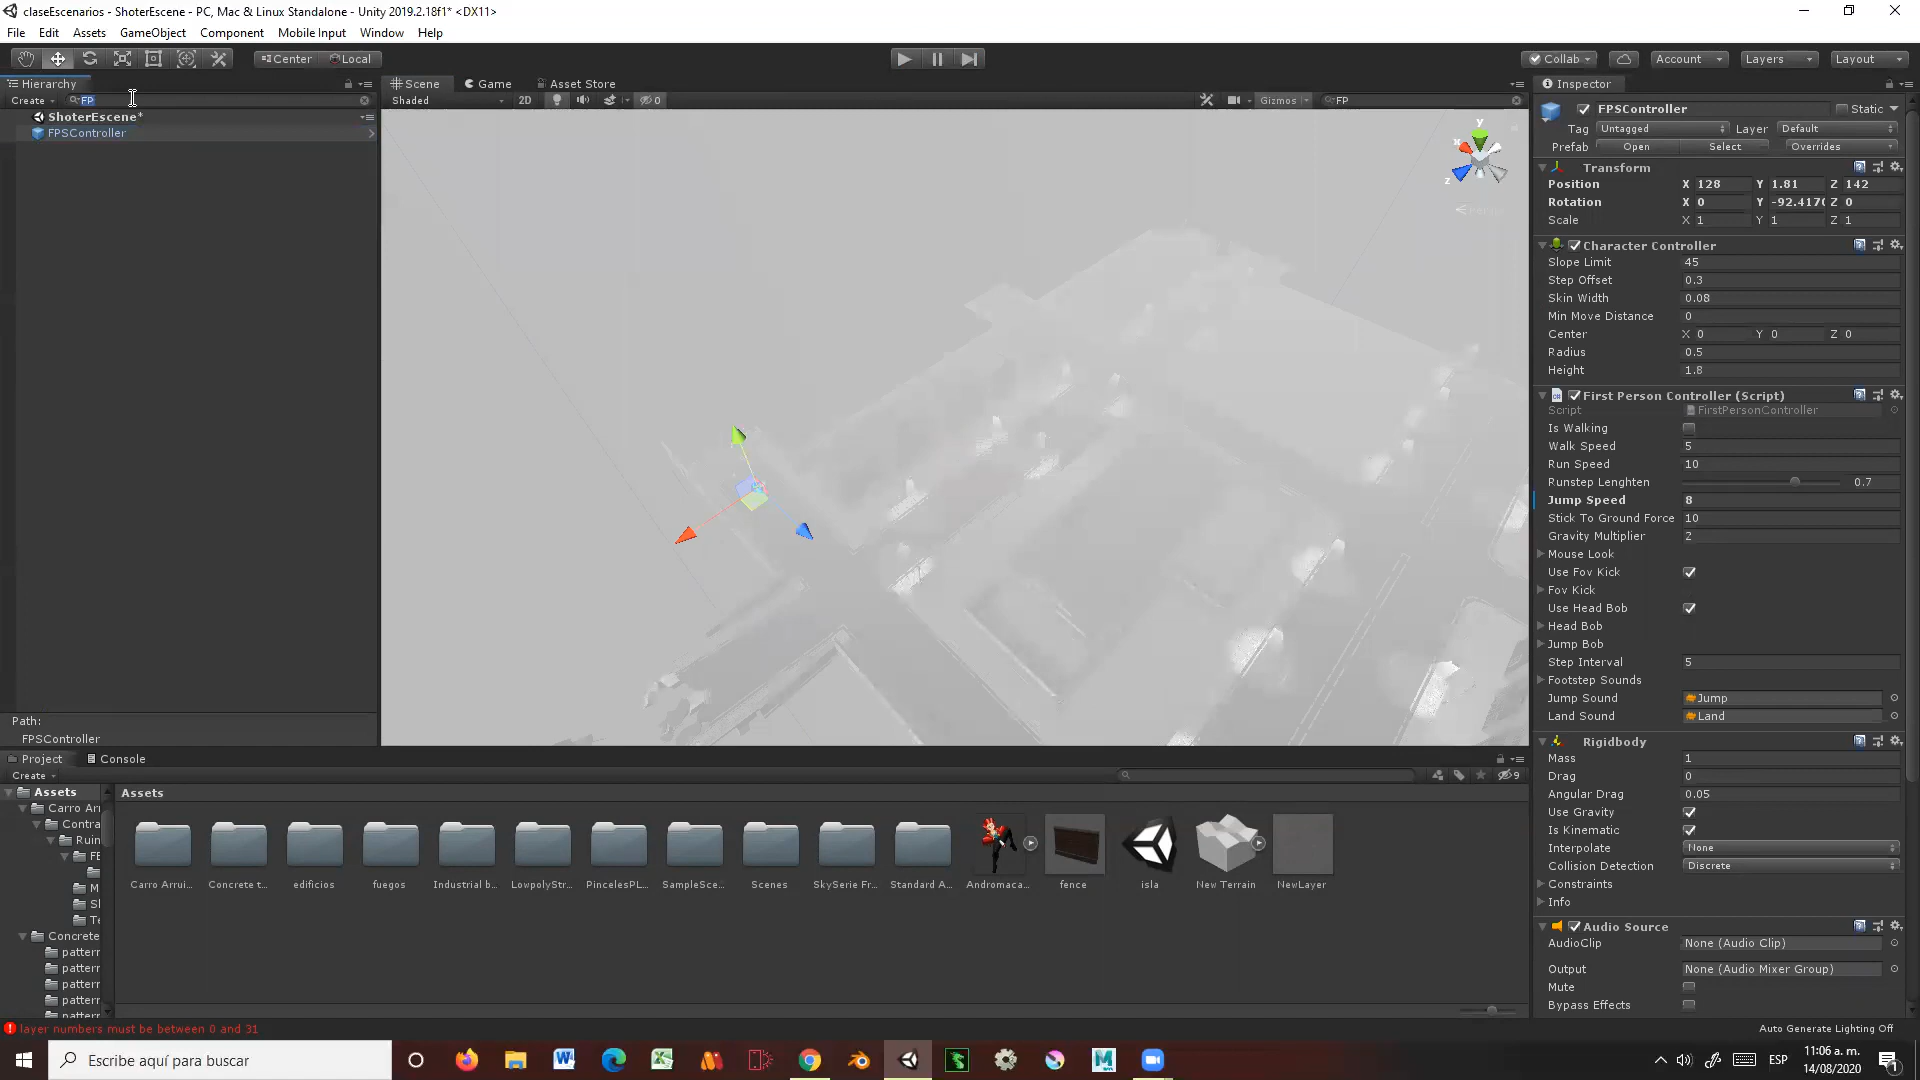 claseEscenarios - ShoterEscene - PC, Mac & Linux Standalone - Unity 2019.2.18f1* <DX11>
File Edit Assets GameObject Component Mobile Input Window Help
Center Local Collab Account Layers Layout
Hierarchy Scene Game Asset Store Inspector
Create FP Shaded 2D 0 Gizmos FP
ShoterEscene*
FPSController
FPSController Static
Tag Untagged Layer Default
Prefab Open Select Overrides
Transform
Position X 128 Y 1.81 Z 142
Rotation X 0 Y -92.417( Z 0
Scale X 1 Y 1 Z 1
Character Controller
Slope Limit 45
Step Offset 0.3
Skin Width 0.08
Min Move Distance 0
Center X 0 Y 0 Z 0
Radius 0.5
Height 1.8
First Person Controller (Script)
Script FirstPersonController
Is Walking
Walk Speed 5
Run Speed 10
Runstep Lenghten 0.7
Jump Speed 8
Stick To Ground Force 10
Gravity Multiplier 2
Mouse Look
Use Fov Kick
Fov Kick
Use Head Bob
Head Bob
Jump Bob
Step Interval 5
Footstep Sounds
Jump Sound Jump
Land Sound Land
Rigidbody
Mass 1
Drag 0
Angular Drag 0.05
Use Gravity
Is Kinematic
Interpolate None
Collision Detection Discrete
Constraints
Info
Audio Source
AudioClip None (Audio Clip)
Output None (Audio Mixer Group)
Mute
Bypass Effects
y
x
z
Path:
FPSController
Project Console
Create 9
Assets
Carro Arr
Contra
Ruin
Concrete
patterr
patterr
patterr
patterr
Assets
Carro Arrui... Concrete t... edificios fuegos Industrial b... LowpolyStr... PincelesPL... SampleSce... Scenes SkySerie Fr... Standard A... Andromaca... fence isla New Terrain NewLayer
layer numbers must be between 0 and 31
Auto Generate Lighting Off
Escribe aquí para buscar
ESP
11:06 a. m.
14/08/2020
1